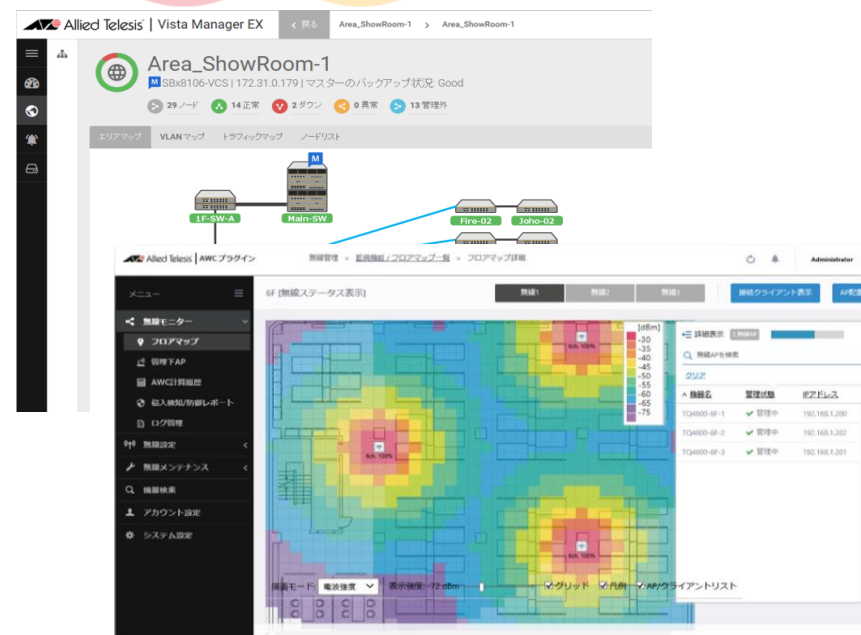 Allied Telesis | Vista Manager EX
< 戻る
Area_ShowRoom-1 > Area_ShowRoom-1
Area_ShowRoom-1
M SBx8106-VCS | 172.31.0.179 | マスターのバックアップ状況: Good
29 ノード 14 正常 2 ダウン 0 異常 13 管理外
エリアマップ VLAN マップ トラフィックマップ ノードリスト
M
1F-SW-A
Main-SW
Fire-02
Joho-02
Allied Telesis | AWC プラグイン
無線管理 > 監視機能 / フロアマップ一覧 > フロアマップ詳細
Administrator
メニュー
6F [無線ステータス表示]
無線1 無線2 無線3
接続クライアント表示
AP配置
無線モニター
フロアマップ
管理下AP
AWC計算履歴
侵入検知/防御レポート
ログ管理
無線設定
無線メンテナンス
機器検索
アカウント設定
システム設定
[dBm]
-30
-35
-40
-45
-50
-55
-60
-65
-75
詳細表示 3 無線AP
無線APを検索
クリア
機器名 管理状態 IPアドレス
TQ4600-6F-1 管理中 192.168.1.200
TQ4600-6F-2 管理中 192.168.1.202
TQ4600-6F-3 管理中 192.168.1.201
描画モード: 電波強度 表示強度: -72 dBm グリッド 凡例 AP/クライアントリスト